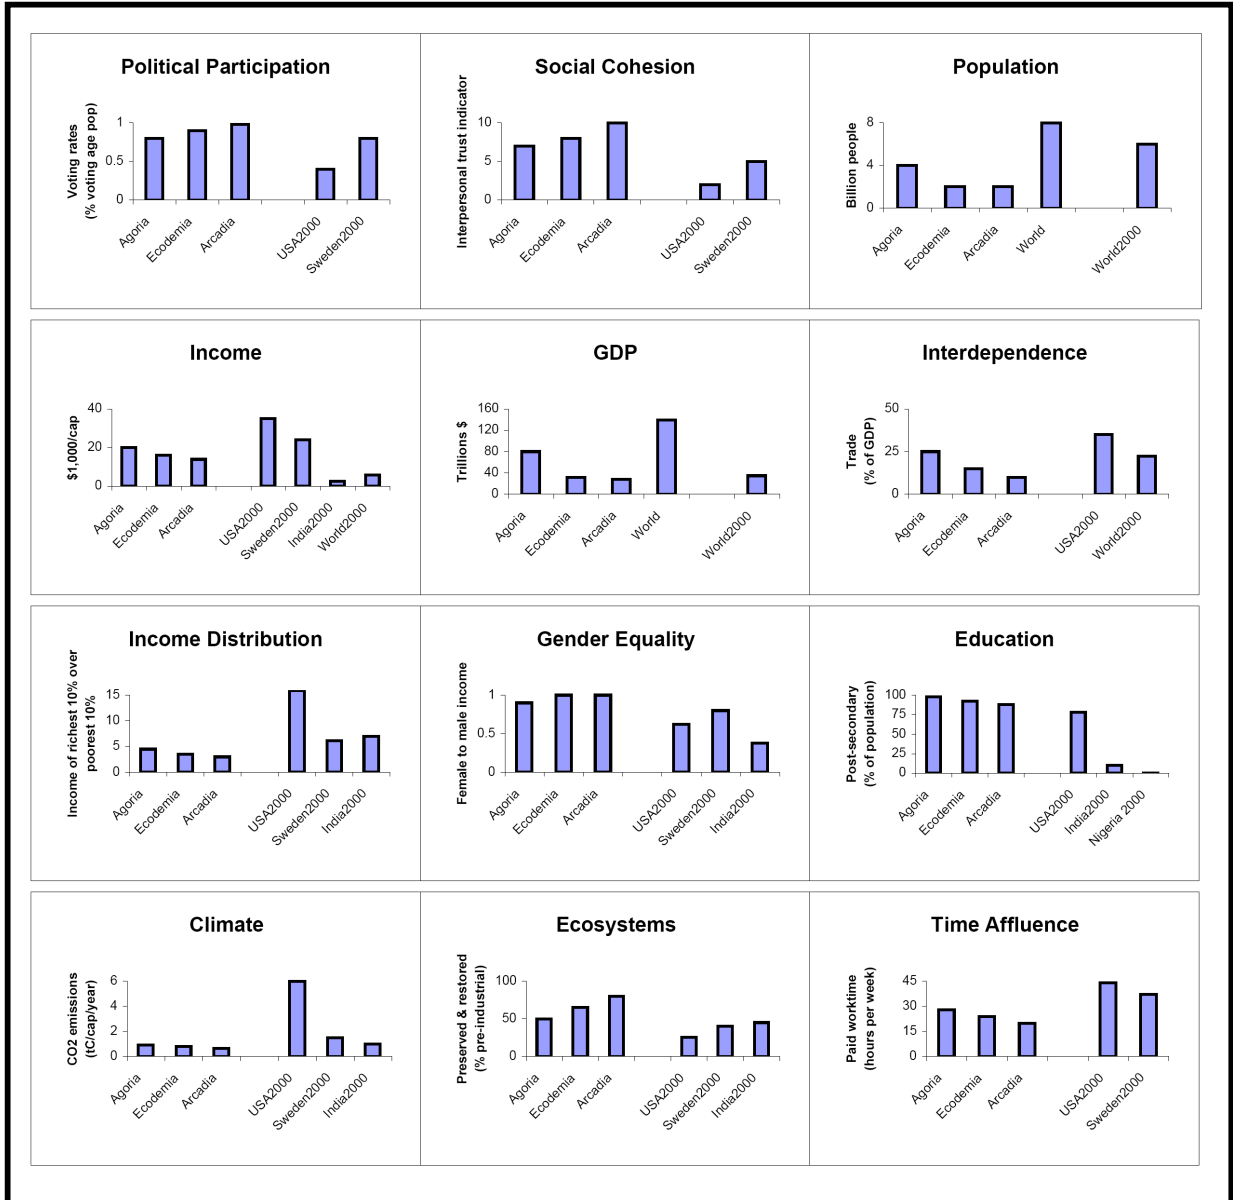 Political Participation
Voting rates
(% voting age pop)
1
0.5
0
Agoria
Ecodemia
Arcadia
USA2000
Sweden2000
Social Cohesion
Interpersonal trust indicator
10
5
0
Agoria
Ecodemia
Arcadia
USA2000
Sweden2000
Population
Billion people
8
4
0
Agoria
Ecodemia
Arcadia
World
World2000
Income
$1,000/cap
40
20
0
Agoria
Ecodemia
Arcadia
USA2000
Sweden2000
India2000
World2000
GDP
Trillions $
160
120
80
40
0
Agoria
Ecodemia
Arcadia
World
World2000
Interdependence
Trade
(% of GDP)
50
25
0
Agoria
Ecodemia
Arcadia
USA2000
World2000
Income Distribution
Income of richest 10% over
poorest 10%
15
10
5
0
Agoria
Ecodemia
Arcadia
USA2000
Sweden2000
India2000
Gender Equality
Female to male income
1
0.5
0
Agoria
Ecodemia
Arcadia
USA2000
Sweden2000
India2000
Education
Post-secondary
(% of population)
100
75
50
25
0
Agoria
Ecodemia
Arcadia
USA2000
India2000
Nigeria 2000
Climate
CO2 emissions
(tC/cap/year)
6
4
2
0
Agoria
Ecodemia
Arcadia
USA2000
Sweden2000
India2000
Ecosystems
Preserved & restored
(% pre-industrial)
100
50
0
Agoria
Ecodemia
Arcadia
USA2000
Sweden2000
India2000
Time Affluence
Paid worktime
(hours per week)
45
30
15
0
Agoria
Ecodemia
Arcadia
USA2000
Sweden2000